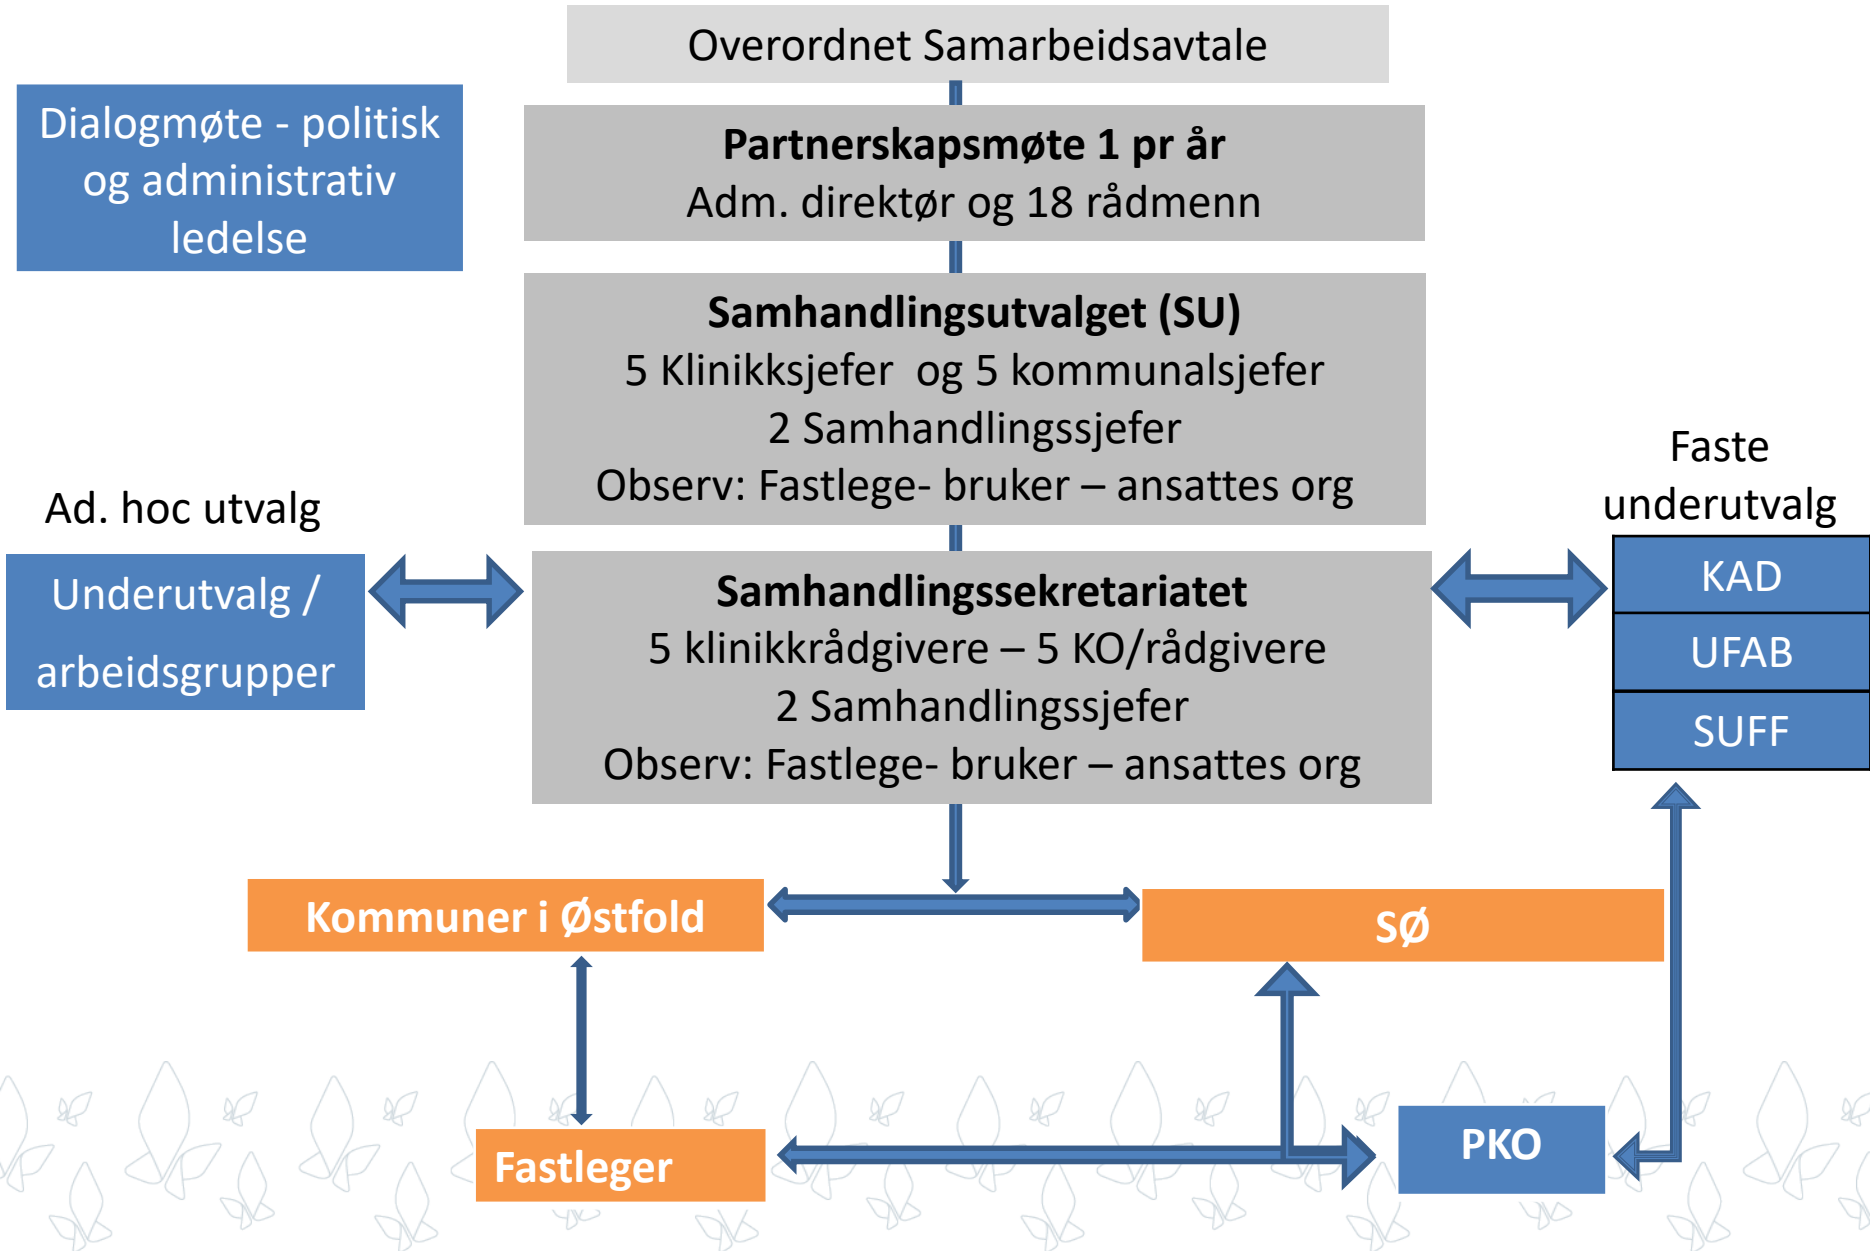 Overordnet Samarbeidsavtale
Dialogmøte - politisk
og administrativ
ledelse
Partnerskapsmøte 1 pr år
Adm. direktør og 18 rådmenn
Samhandlingsutvalget (SU)
5 Klinikksjefer og 5 kommunalsjefer
2 Samhandlingssjefer
Observ: Fastlege- bruker – ansattes org
Ad. hoc utvalg
Underutvalg /
arbeidsgrupper
Samhandlingssekretariatet
5 klinikkrådgivere – 5 KO/rådgivere
2 Samhandlingssjefer
Observ: Fastlege- bruker – ansattes org
Faste
underutvalg
KAD
UFAB
SUFF
Kommuner i Østfold
SØ
Fastleger
PKO